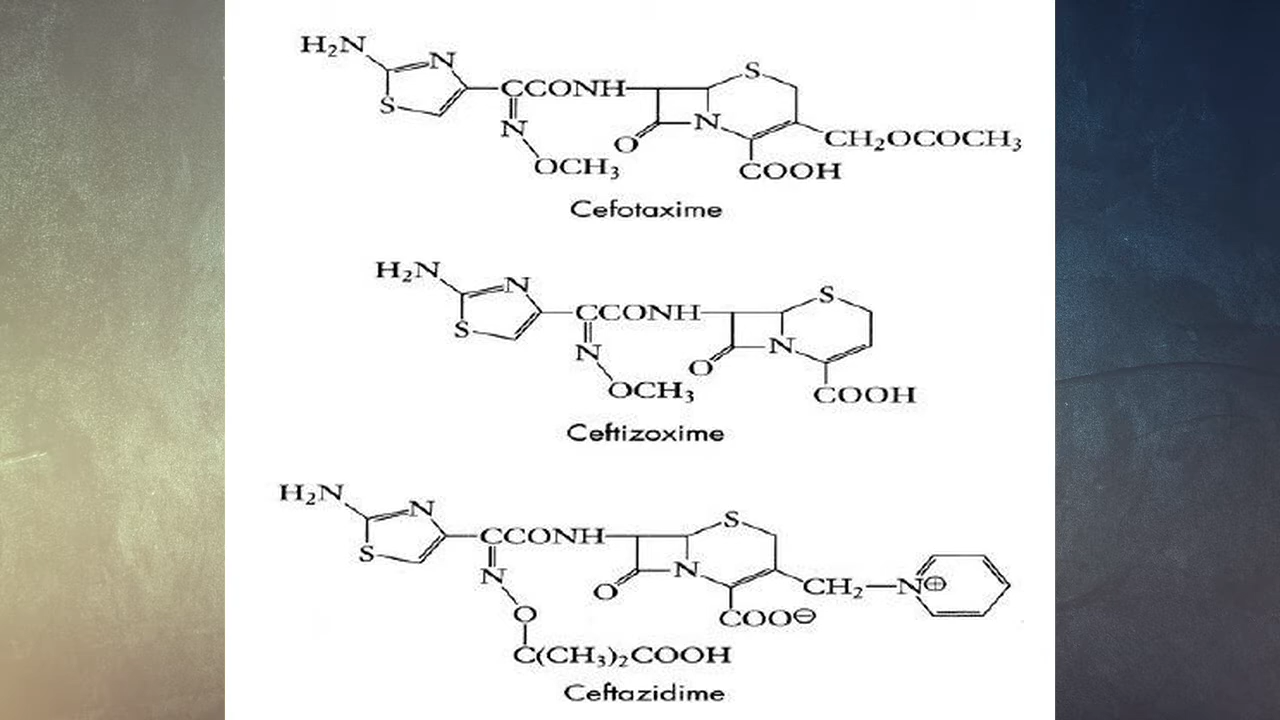 H₂N
N
S
S
CCONH
N
N
O
CH₂OCOCH₃
OCH₃
COOH
Cefotaxime
H₂N
N
S
S
CCONH
N
N
O
OCH₃
COOH
Ceftizoxime
H₂N
N
S
S
CCONH
N
N
O
CH₂
N⊕
O
COO⊖
C(CH₃)₂COOH
Ceftazidime